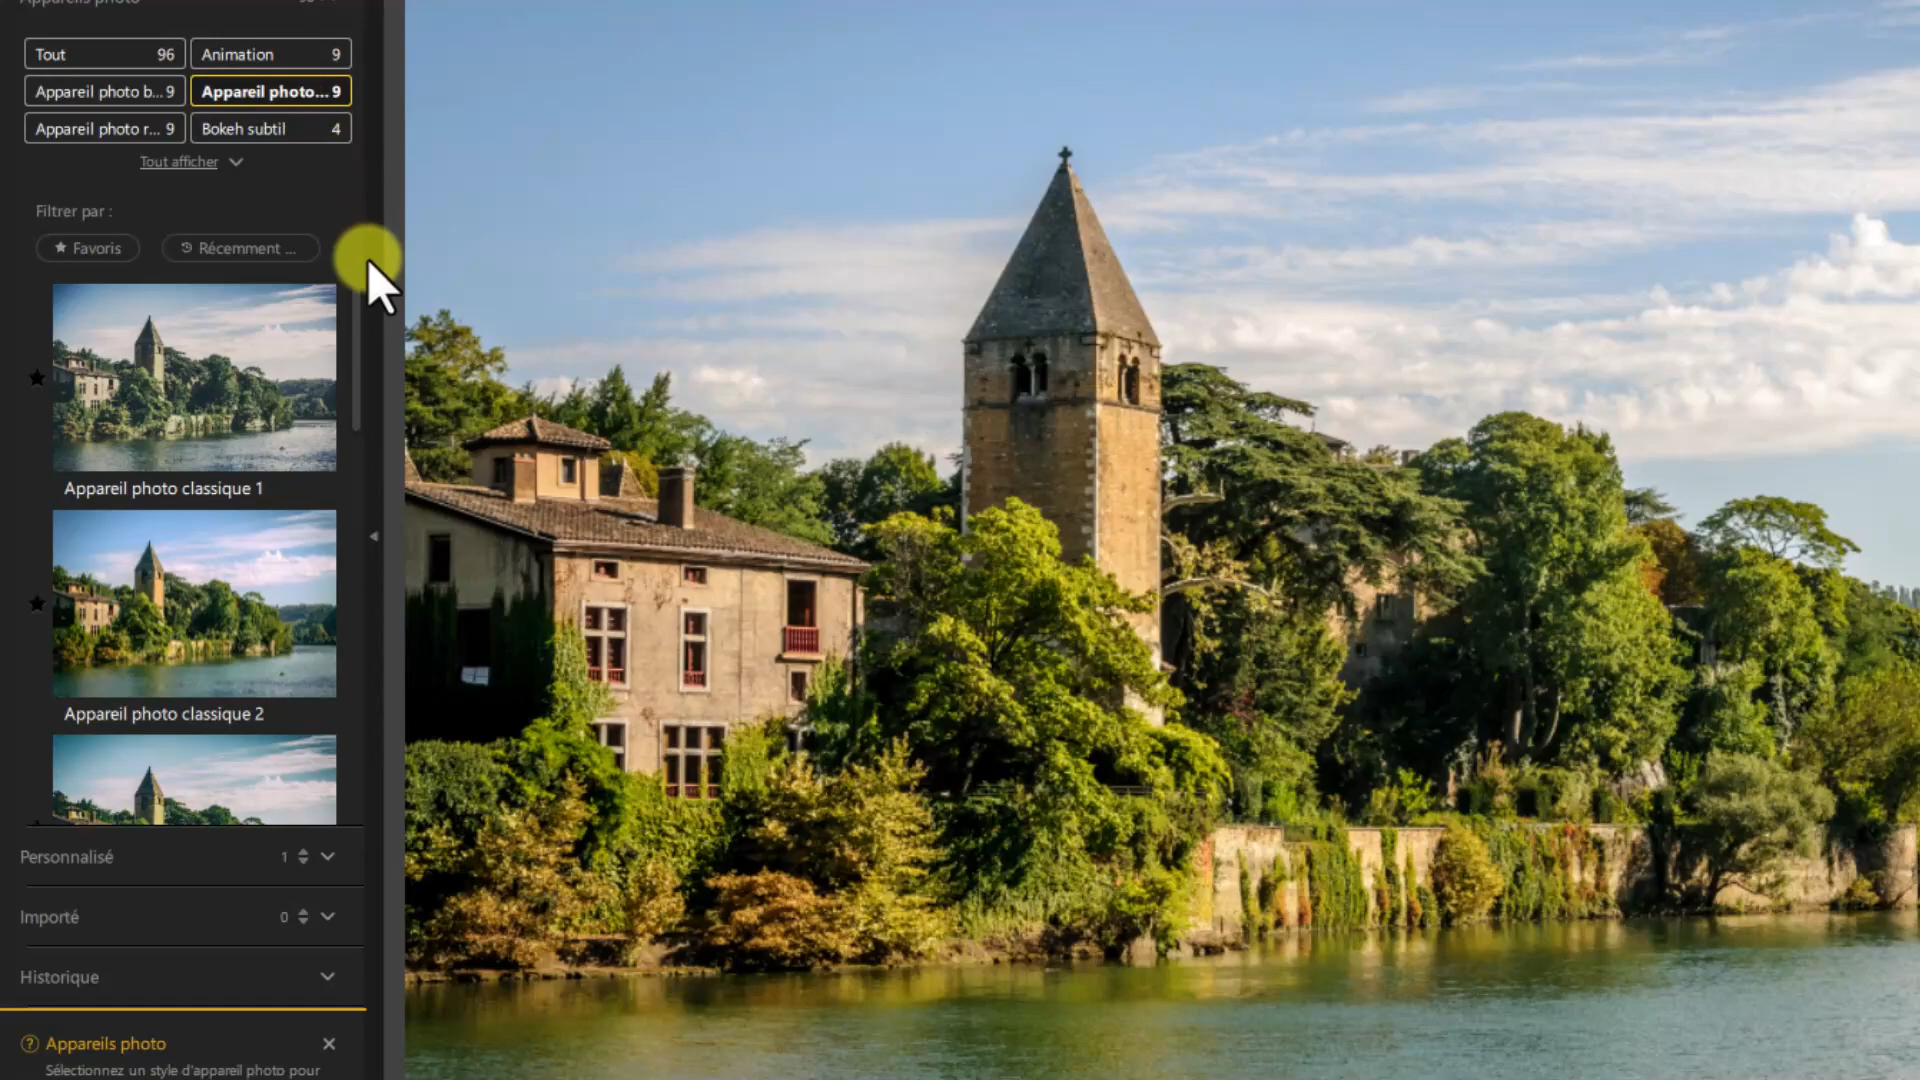 Appareils photo
Tout 96
Animation 9
Appareil photo b... 9
Appareil photo... 9
Appareil photo r... 9
Bokeh subtil 4
Tout afficher
Filtrer par :
Favoris
Récemment ...
Appareil photo classique 1
Appareil photo classique 2
Personnalisé 1
Importé 0
Historique
? Appareils photo
Sélectionnez un style d'appareil photo pour